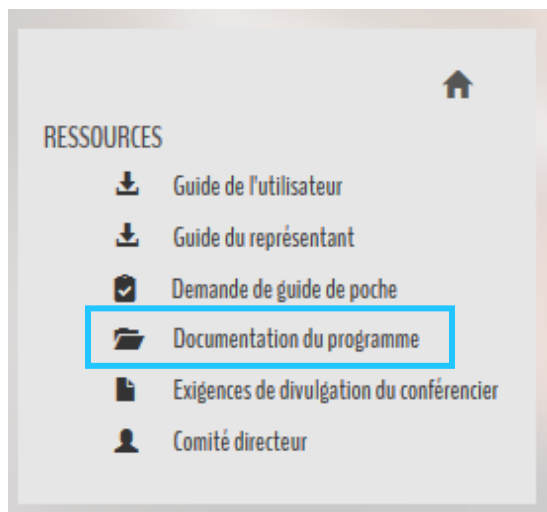 RESSOURCES
Guide de l'utilisateur
Guide du représentant
Demande de guide de poche
Documentation du programme
Exigences de divulgation du conférencier
Comité directeur